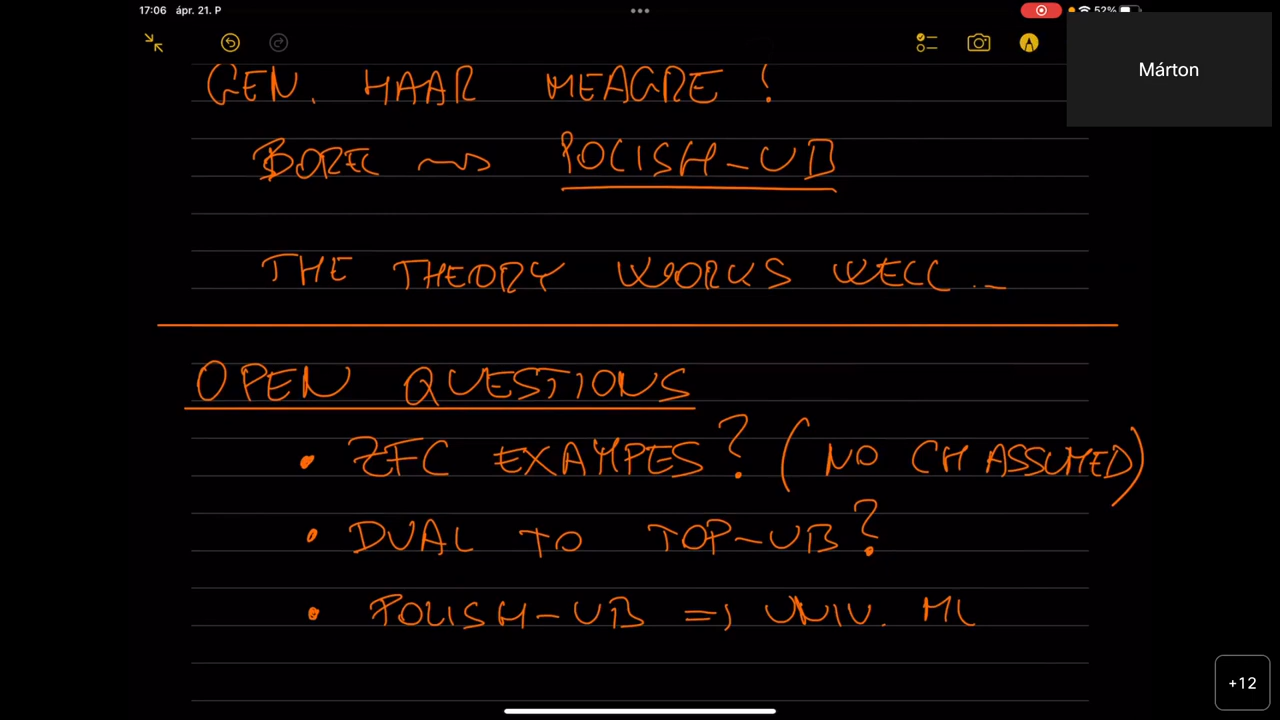 17:06 ápr. 21. P
52%
Márton
GEN. HAAR MEAGRE !
BOREL ~~> POLISH-UB
THE THEORY WORKS WELL ...
OPEN QUESTIONS
• ZFC EXAMPLES? (NO CH ASSUMED)
• DUAL TO TOP-UB?
• POLISH-UB => UNIV. ML
+12